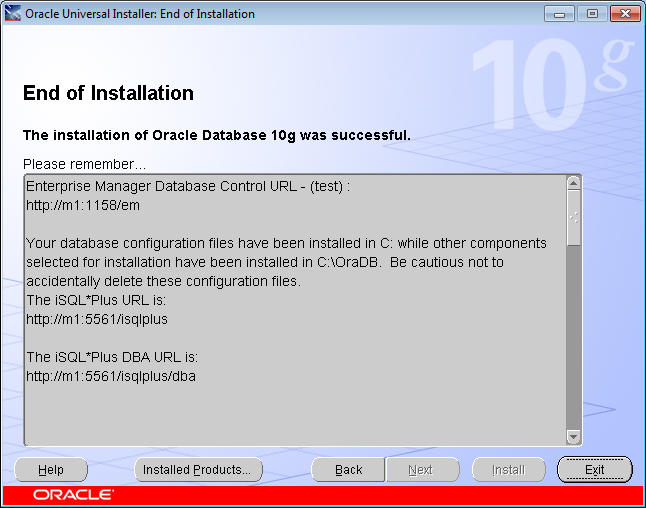 Oracle Universal Installer: End of Installation
10g
End of Installation
The installation of Oracle Database 10g was successful.
Please remember...
Enterprise Manager Database Control URL - (test) :
http://m1:1158/em
Your database configuration files have been installed in C: while other components
selected for installation have been installed in C:\OraDB.  Be cautious not to
accidentally delete these configuration files.
The iSQL*Plus URL is:
http://m1:5561/isqlplus
The iSQL*Plus DBA URL is:
http://m1:5561/isqlplus/dba
Help
Installed Products...
Back
Next
Install
Exit
ORACLE